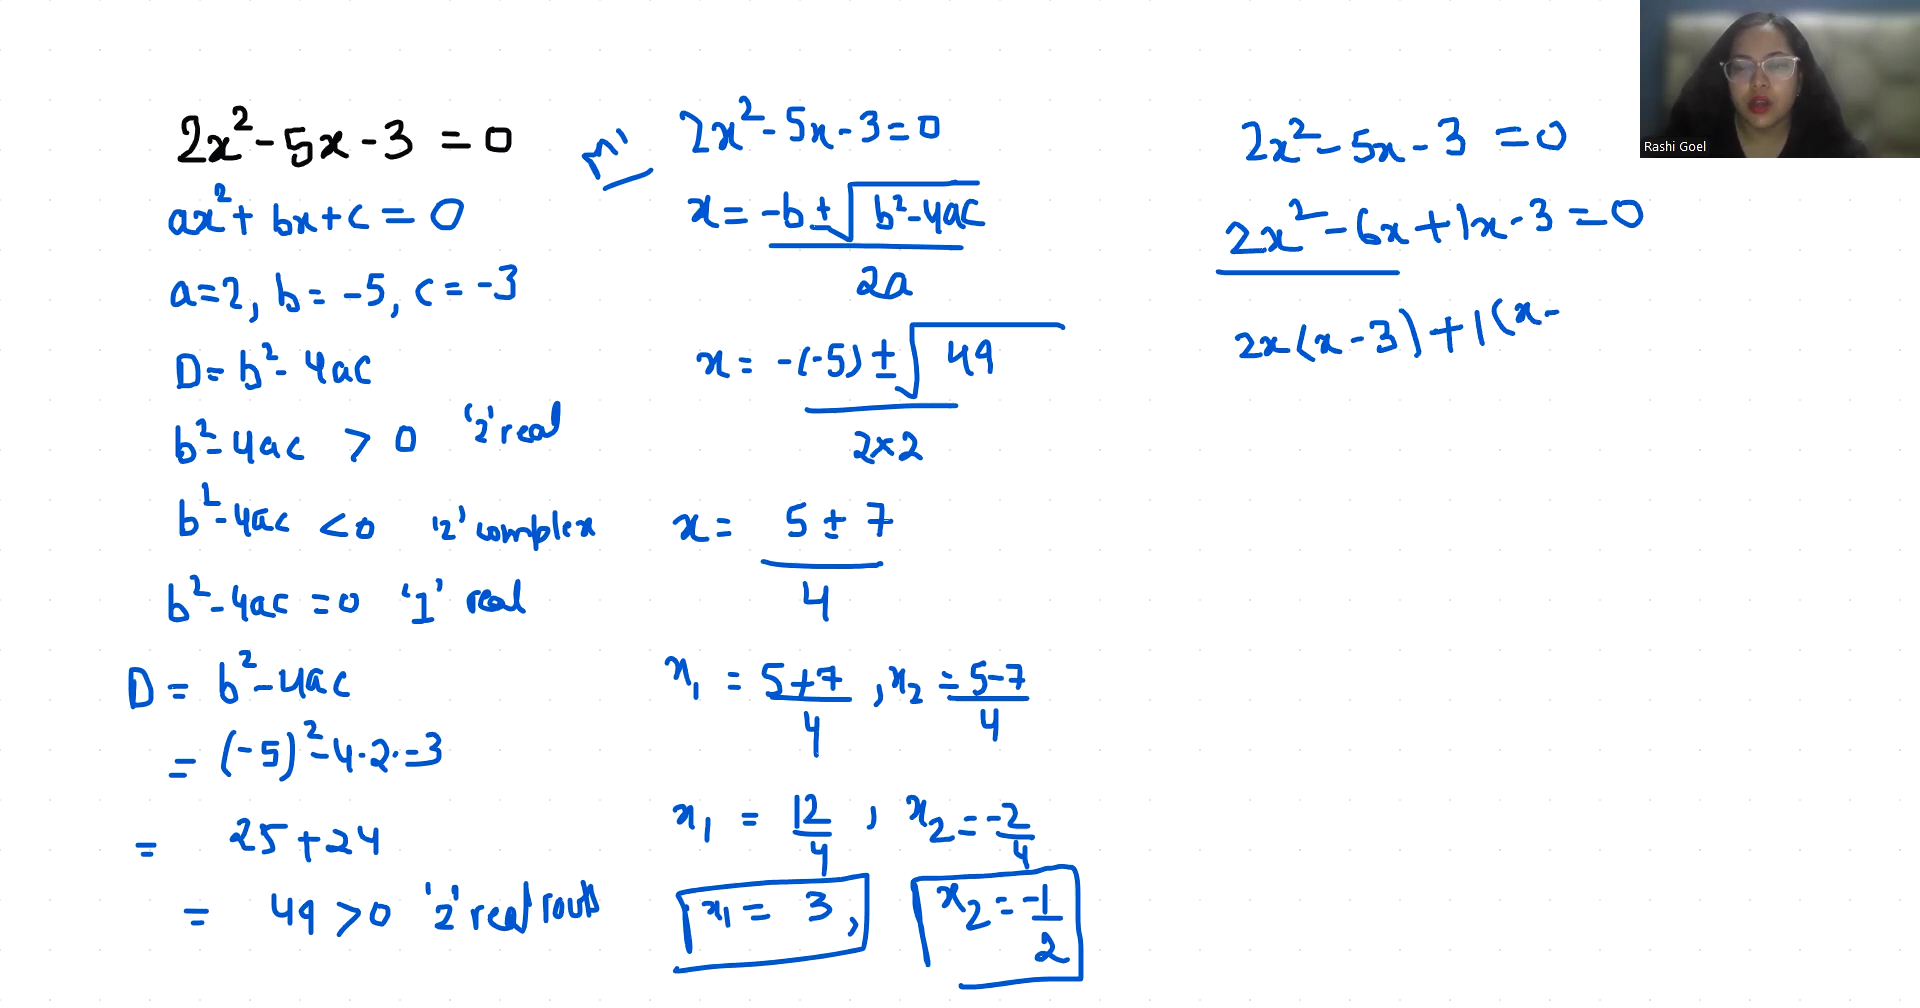 2x² - 5x - 3 = 0
ax² + bx + c = 0
a=2, b= -5, c= -3
D= b² - 4ac
b² - 4ac > 0 '2' real
b² - 4ac < 0 '2' complex
b² - 4ac = 0 '1' real
D = b² - 4ac
= (-5)² - 4·2·-3
= 25+24
= 49 > 0 '2' real roots
M¹
2x² - 5x - 3 = 0
x = -b ± √(b² - 4ac)
2a
x = -(-5) ± √49
2×2
x = 5 ± 7
4
x₁ = 5+7 , x₂ = 5-7
4 4
x₁ = 12 , x₂ = -2
4 4
x₁ = 3 , x₂ = -1
2
2x² - 5x - 3 = 0
2x² - 6x + 1x - 3 = 0
2x(x - 3) + 1(x -
Rashi Goel